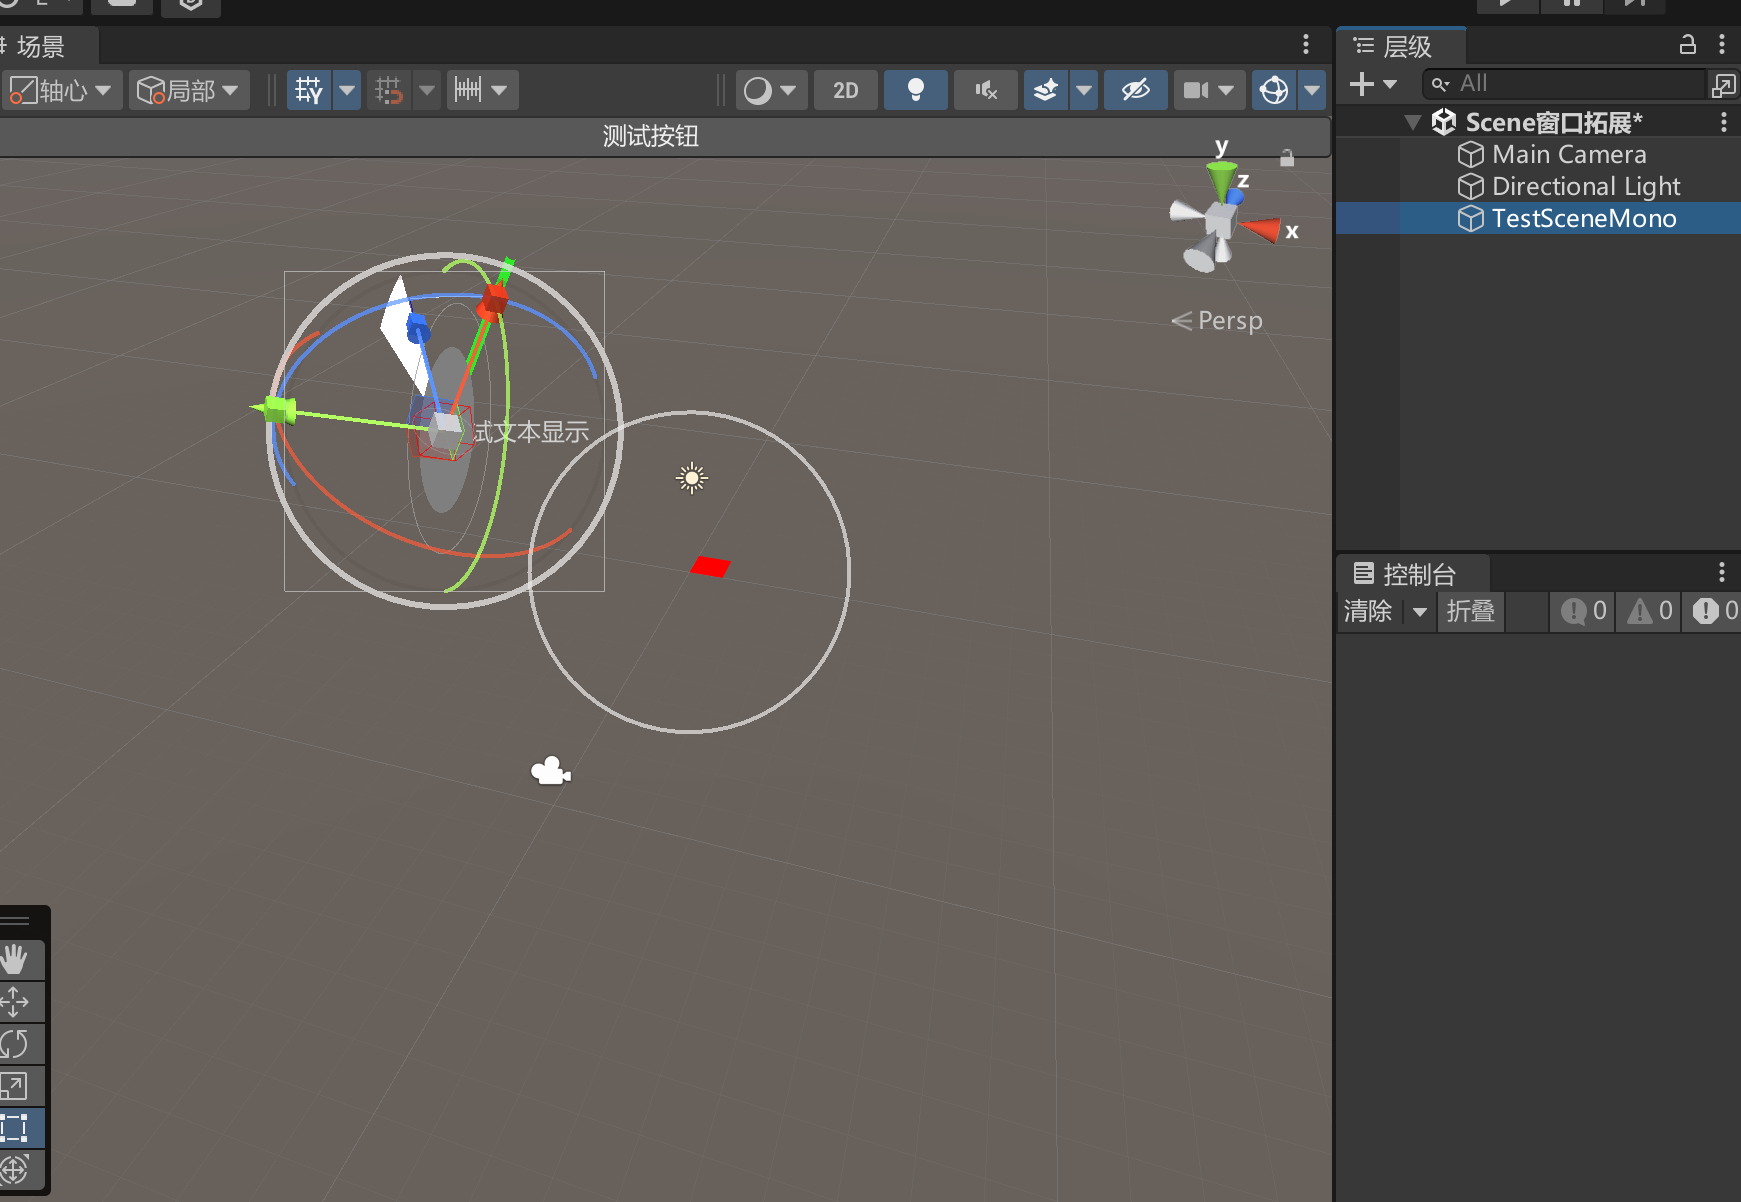 场景
轴心
局部
2D
测试按钮
y
z
x
Persp
试文本显示
层级
All
Scene窗口拓展*
Main Camera
Directional Light
TestSceneMono
控制台
清除
折叠
0
0
0